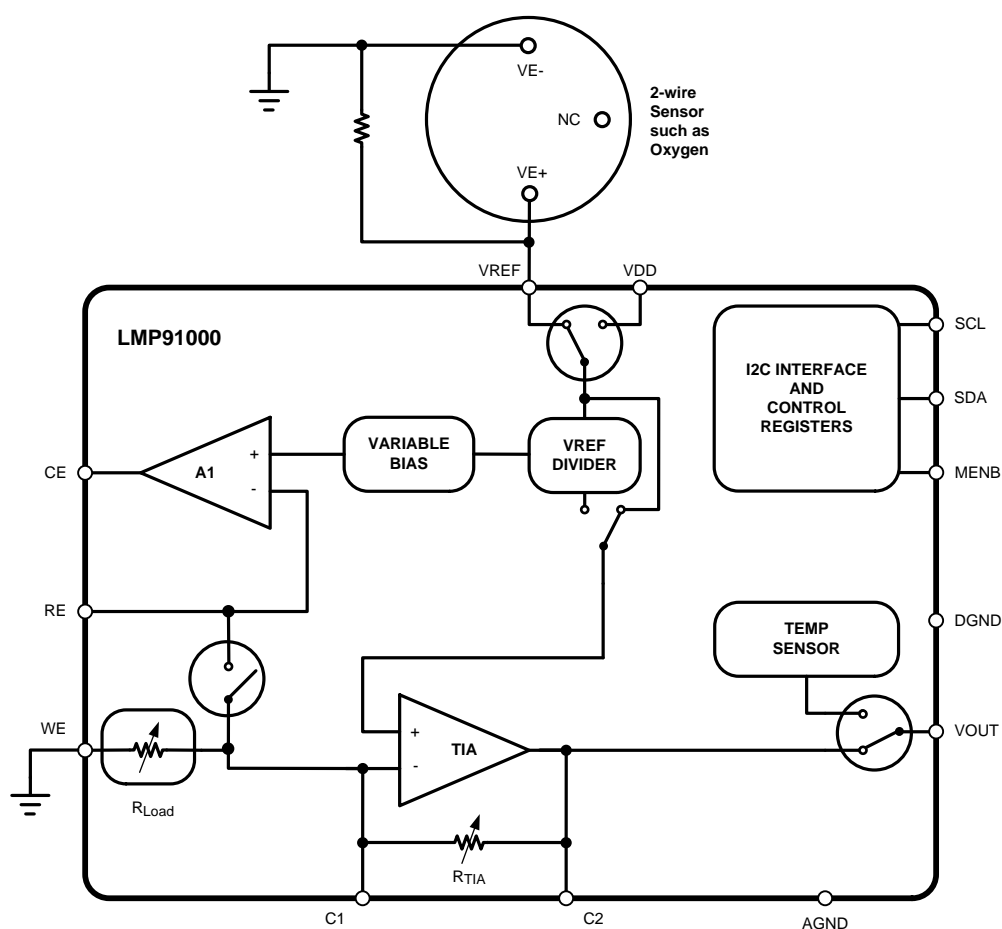 VE-
NC
2-wire
Sensor
such as
Oxygen
VE+
VREF
VDD
LMP91000
SCL
I2C INTERFACE
AND
CONTROL
REGISTERS
SDA
MENB
CE
A1
+
-
VARIABLE
BIAS
VREF
DIVIDER
RE
TEMP
SENSOR
DGND
WE
RLoad
+
-
TIA
VOUT
RTIA
C1
C2
AGND